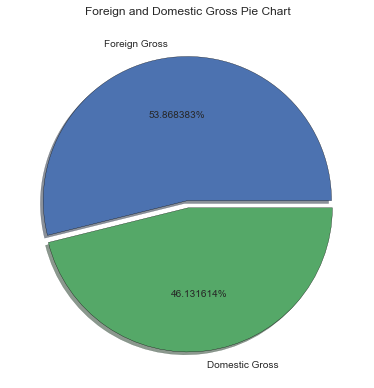 Foreign and Domestic Gross Pie Chart
Foreign Gross
53.868383%
46.131614%
Domestic Gross